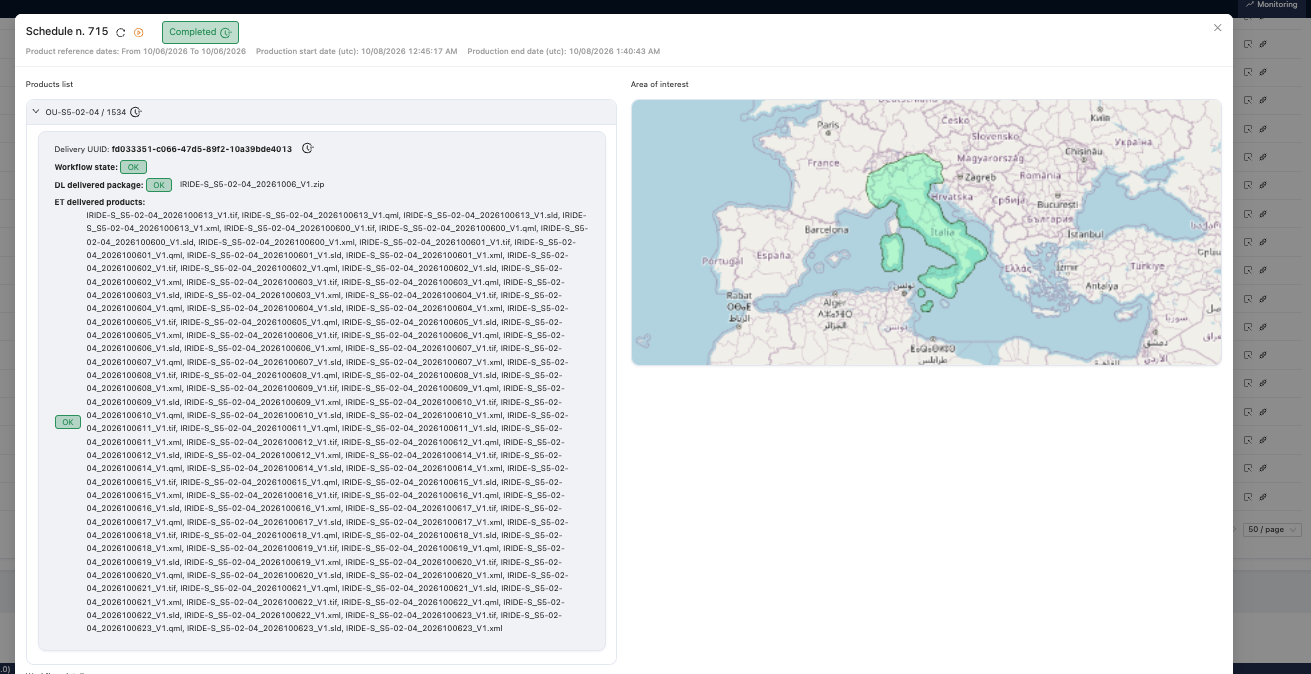 Monitoring
Schedule n. 715
Completed
Product reference dates: From 10/06/2026 To 10/06/2026 Production start date (utc): 10/08/2026 12:45:17 AM Production end date (utc): 10/08/2026 1:40:43 AM
Products list
OU-S5-02-04 / 1534
Delivery UUID: fd033351-c066-47d5-89f2-10a39bde4013
Workflow state: OK
DL delivered package: OK IRIDE-S_S5-02-04_20261006_V1.zip
ET delivered products:
OK
IRIDE-S_S5-02-04_2026100613_V1.tif, IRIDE-S_S5-02-04_2026100613_V1.qml, IRIDE-S_S5-02-04_2026100613_V1.sld, IRIDE-
S_S5-02-04_2026100613_V1.xml, IRIDE-S_S5-02-04_2026100600_V1.tif, IRIDE-S_S5-02-04_2026100600_V1.qml, IRIDE-S_S5-
02-04_2026100600_V1.sld, IRIDE-S_S5-02-04_2026100600_V1.xml, IRIDE-S_S5-02-04_2026100601_V1.tif, IRIDE-S_S5-02-
04_2026100601_V1.qml, IRIDE-S_S5-02-04_2026100601_V1.sld, IRIDE-S_S5-02-04_2026100601_V1.xml, IRIDE-S_S5-02-
04_2026100602_V1.tif, IRIDE-S_S5-02-04_2026100602_V1.qml, IRIDE-S_S5-02-04_2026100602_V1.sld, IRIDE-S_S5-02-
04_2026100602_V1.xml, IRIDE-S_S5-02-04_2026100603_V1.tif, IRIDE-S_S5-02-04_2026100603_V1.qml, IRIDE-S_S5-02-
04_2026100603_V1.sld, IRIDE-S_S5-02-04_2026100603_V1.xml, IRIDE-S_S5-02-04_2026100604_V1.tif, IRIDE-S_S5-02-
04_2026100604_V1.qml, IRIDE-S_S5-02-04_2026100604_V1.sld, IRIDE-S_S5-02-04_2026100604_V1.xml, IRIDE-S_S5-02-
04_2026100605_V1.tif, IRIDE-S_S5-02-04_2026100605_V1.qml, IRIDE-S_S5-02-04_2026100605_V1.sld, IRIDE-S_S5-02-
04_2026100605_V1.xml, IRIDE-S_S5-02-04_2026100606_V1.tif, IRIDE-S_S5-02-04_2026100606_V1.qml, IRIDE-S_S5-02-
04_2026100606_V1.sld, IRIDE-S_S5-02-04_2026100606_V1.xml, IRIDE-S_S5-02-04_2026100607_V1.tif, IRIDE-S_S5-02-
04_2026100607_V1.qml, IRIDE-S_S5-02-04_2026100607_V1.sld, IRIDE-S_S5-02-04_2026100607_V1.xml, IRIDE-S_S5-02-
04_2026100608_V1.tif, IRIDE-S_S5-02-04_2026100608_V1.qml, IRIDE-S_S5-02-04_2026100608_V1.sld, IRIDE-S_S5-02-
04_2026100608_V1.xml, IRIDE-S_S5-02-04_2026100609_V1.tif, IRIDE-S_S5-02-04_2026100609_V1.qml, IRIDE-S_S5-02-
04_2026100609_V1.sld, IRIDE-S_S5-02-04_2026100609_V1.xml, IRIDE-S_S5-02-04_2026100610_V1.tif, IRIDE-S_S5-02-
04_2026100610_V1.qml, IRIDE-S_S5-02-04_2026100610_V1.sld, IRIDE-S_S5-02-04_2026100610_V1.xml, IRIDE-S_S5-02-
04_2026100611_V1.tif, IRIDE-S_S5-02-04_2026100611_V1.qml, IRIDE-S_S5-02-04_2026100611_V1.sld, IRIDE-S_S5-02-
04_2026100611_V1.xml, IRIDE-S_S5-02-04_2026100612_V1.tif, IRIDE-S_S5-02-04_2026100612_V1.qml, IRIDE-S_S5-02-
04_2026100612_V1.sld, IRIDE-S_S5-02-04_2026100612_V1.xml, IRIDE-S_S5-02-04_2026100614_V1.tif, IRIDE-S_S5-02-
04_2026100614_V1.qml, IRIDE-S_S5-02-04_2026100614_V1.sld, IRIDE-S_S5-02-04_2026100614_V1.xml, IRIDE-S_S5-02-
04_2026100615_V1.tif, IRIDE-S_S5-02-04_2026100615_V1.qml, IRIDE-S_S5-02-04_2026100615_V1.sld, IRIDE-S_S5-02-
04_2026100615_V1.xml, IRIDE-S_S5-02-04_2026100616_V1.tif, IRIDE-S_S5-02-04_2026100616_V1.qml, IRIDE-S_S5-02-
04_2026100616_V1.sld, IRIDE-S_S5-02-04_2026100616_V1.xml, IRIDE-S_S5-02-04_2026100617_V1.tif, IRIDE-S_S5-02-
04_2026100617_V1.qml, IRIDE-S_S5-02-04_2026100617_V1.sld, IRIDE-S_S5-02-04_2026100617_V1.xml, IRIDE-S_S5-02-
04_2026100618_V1.tif, IRIDE-S_S5-02-04_2026100618_V1.qml, IRIDE-S_S5-02-04_2026100618_V1.sld, IRIDE-S_S5-02-
04_2026100618_V1.xml, IRIDE-S_S5-02-04_2026100619_V1.tif, IRIDE-S_S5-02-04_2026100619_V1.qml, IRIDE-S_S5-02-
04_2026100619_V1.sld, IRIDE-S_S5-02-04_2026100619_V1.xml, IRIDE-S_S5-02-04_2026100620_V1.tif, IRIDE-S_S5-02-
04_2026100620_V1.qml, IRIDE-S_S5-02-04_2026100620_V1.sld, IRIDE-S_S5-02-04_2026100620_V1.xml, IRIDE-S_S5-02-
04_2026100621_V1.tif, IRIDE-S_S5-02-04_2026100621_V1.qml, IRIDE-S_S5-02-04_2026100621_V1.sld, IRIDE-S_S5-02-
04_2026100621_V1.xml, IRIDE-S_S5-02-04_2026100622_V1.tif, IRIDE-S_S5-02-04_2026100622_V1.qml, IRIDE-S_S5-02-
04_2026100622_V1.sld, IRIDE-S_S5-02-04_2026100622_V1.xml, IRIDE-S_S5-02-04_2026100623_V1.tif, IRIDE-S_S5-02-
04_2026100623_V1.qml, IRIDE-S_S5-02-04_2026100623_V1.sld, IRIDE-S_S5-02-04_2026100623_V1.xml
Area of interest
Київ
Paris
Česko
Slovensko
Україна
France
Magyarország
Chișinău
Zagreb
România
Hrvatska
Србија
București
България
Barcelona
Italia
İstanbul
Portugal
España
Ελλάς
İzmir
Türkiye
Antalya
Rabat
الرباط
Alger
الجزائر
تونس
طرابلس
سوريا
دمشق
50 / page
.0)